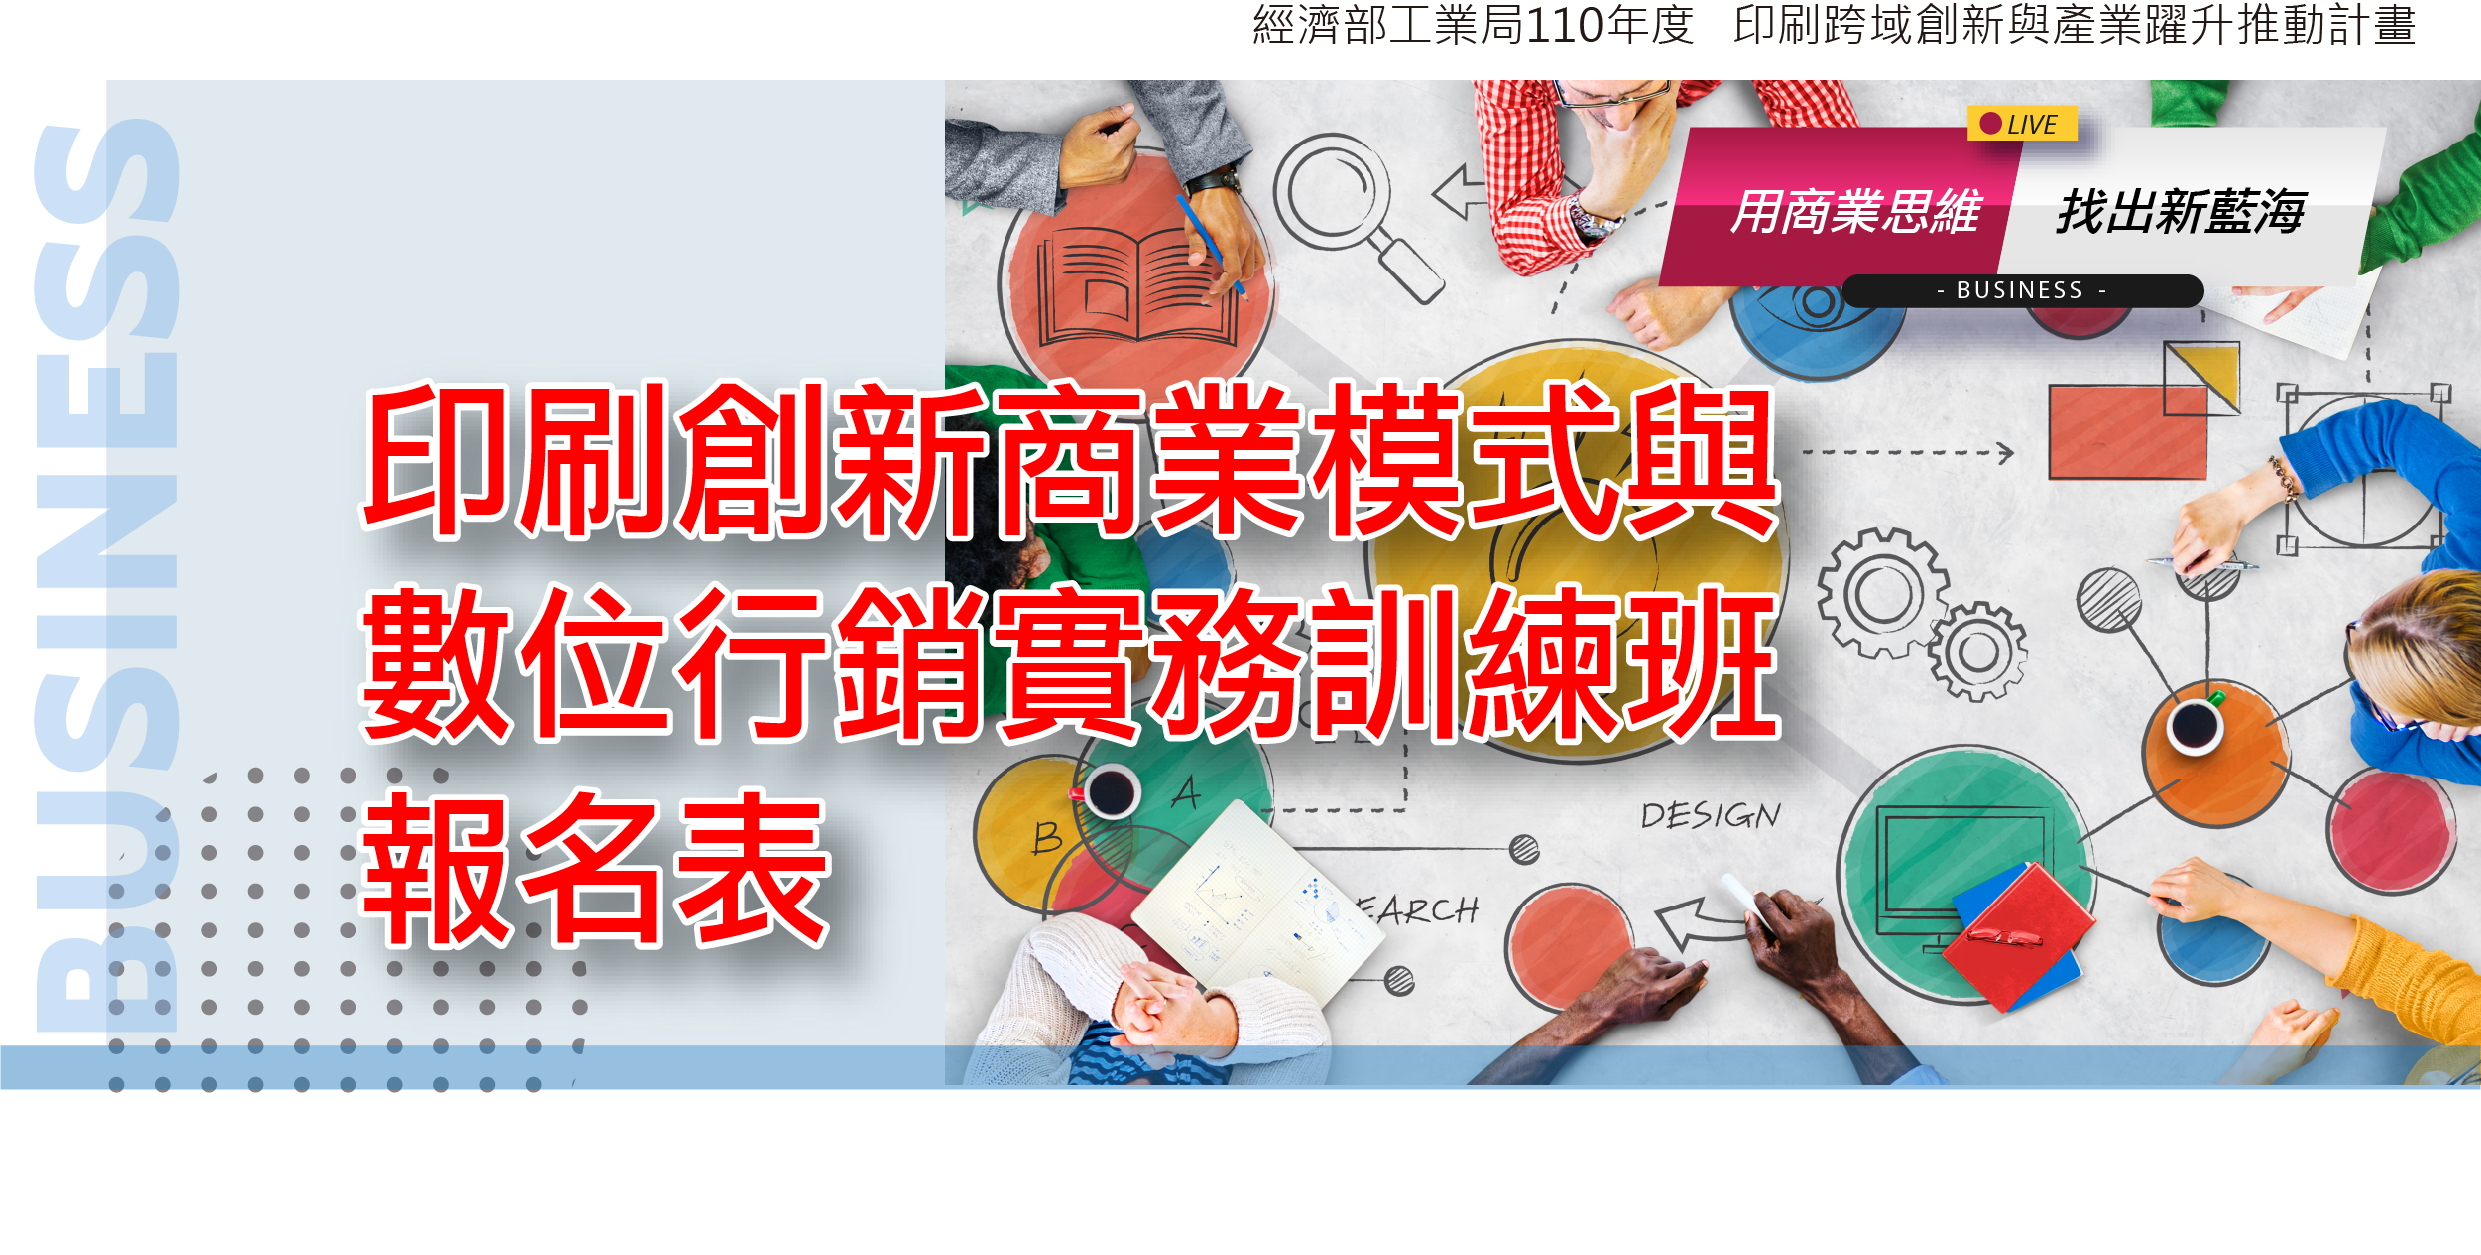 經濟部工業局110年度 印刷跨域創新與產業躍升推動計畫
BUSINESS
LIVE
用商業思維 找出新藍海
- BUSINESS -
印刷創新商業模式與
數位行銷實務訓練班
報名表
A
B
DESIGN
EARCH